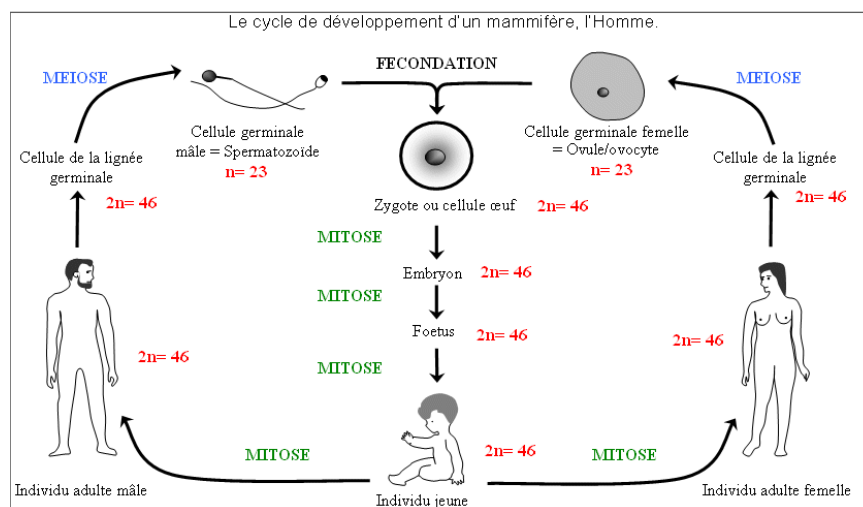 Le cycle de développement d'un mammifère, l'Homme.
MEIOSE
FECONDATION
MEIOSE
Cellule germinale
mâle = Spermatozoïde
n= 23
Cellule germinale femelle
= Ovule/ovocyte
n= 23
Cellule de la lignée
germinale
2n= 46
Cellule de la lignée
germinale
2n= 46
Zygote ou cellule œuf
2n= 46
MITOSE
Embryon
2n= 46
MITOSE
Foetus
2n= 46
MITOSE
2n= 46
2n= 46
2n= 46
MITOSE
MITOSE
Individu adulte mâle
Individu jeune
Individu adulte femelle